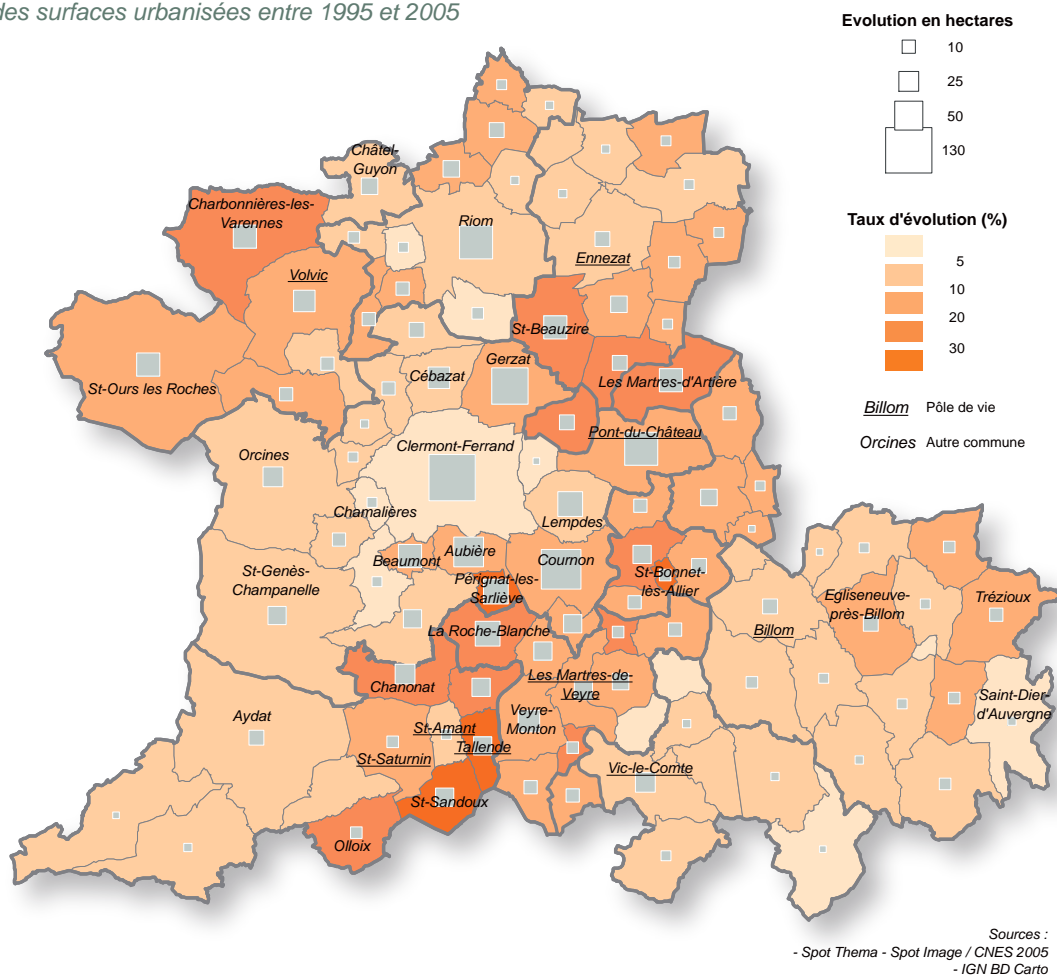 des surfaces urbanisées entre 1995 et 2005
Evolution en hectares
10
25
50
130
Taux d'évolution (%)
5
10
20
30
Billom Pôle de vie
Orcines Autre commune
Châtel-
Guyon
Charbonnières-les-
Varennes
Riom
Ennezat
Volvic
St-Beauzire
Gerzat
St-Ours les Roches
Cébazat
Les Martres-d'Artière
Pont-du-Château
Clermont-Ferrand
Orcines
Chamalières
Lempdes
Beaumont
Aubière
Cournon
St-Genès-
Champanelle
Pérignat-les-
Sarliève
St-Bonnet-
lès-Allier
Egliseneuve-
près-Billom
Trézioux
Billom
La Roche-Blanche
Chanonat
Les Martres-de-
Veyre
Saint-Dier-
d'Auvergne
Aydat
Veyre-
Monton
St-Amant
Tallende
St-Saturnin
Vic-le-Comte
St-Sandoux
Olloix
Sources :
- Spot Thema - Spot Image / CNES 2005
- IGN BD Carto